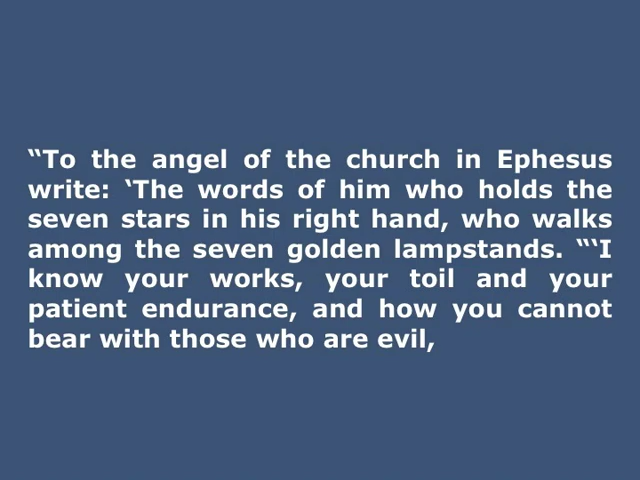 “To the angel of the church in Ephesus
write: ‘The words of him who holds the
seven stars in his right hand, who walks
among the seven golden lampstands. “‘I
know your works, your toil and your
patient endurance, and how you cannot
bear with those who are evil,